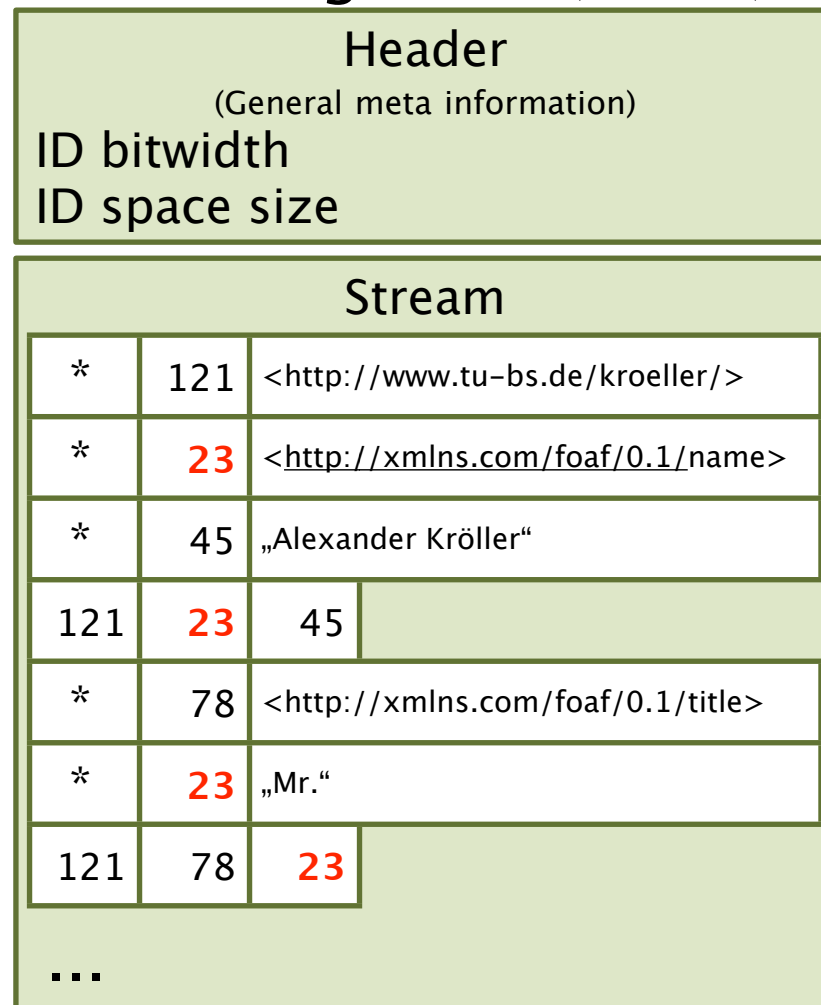 Header
(General meta information)
ID bitwidth
ID space size
Stream
* 121 <http://www.tu-bs.de/kroeller/>
* 23 <http://xmlns.com/foaf/0.1/name>
* 45 „Alexander Kröller“
121 23 45
* 78 <http://xmlns.com/foaf/0.1/title>
* 23 „Mr.“
121 78 23
...